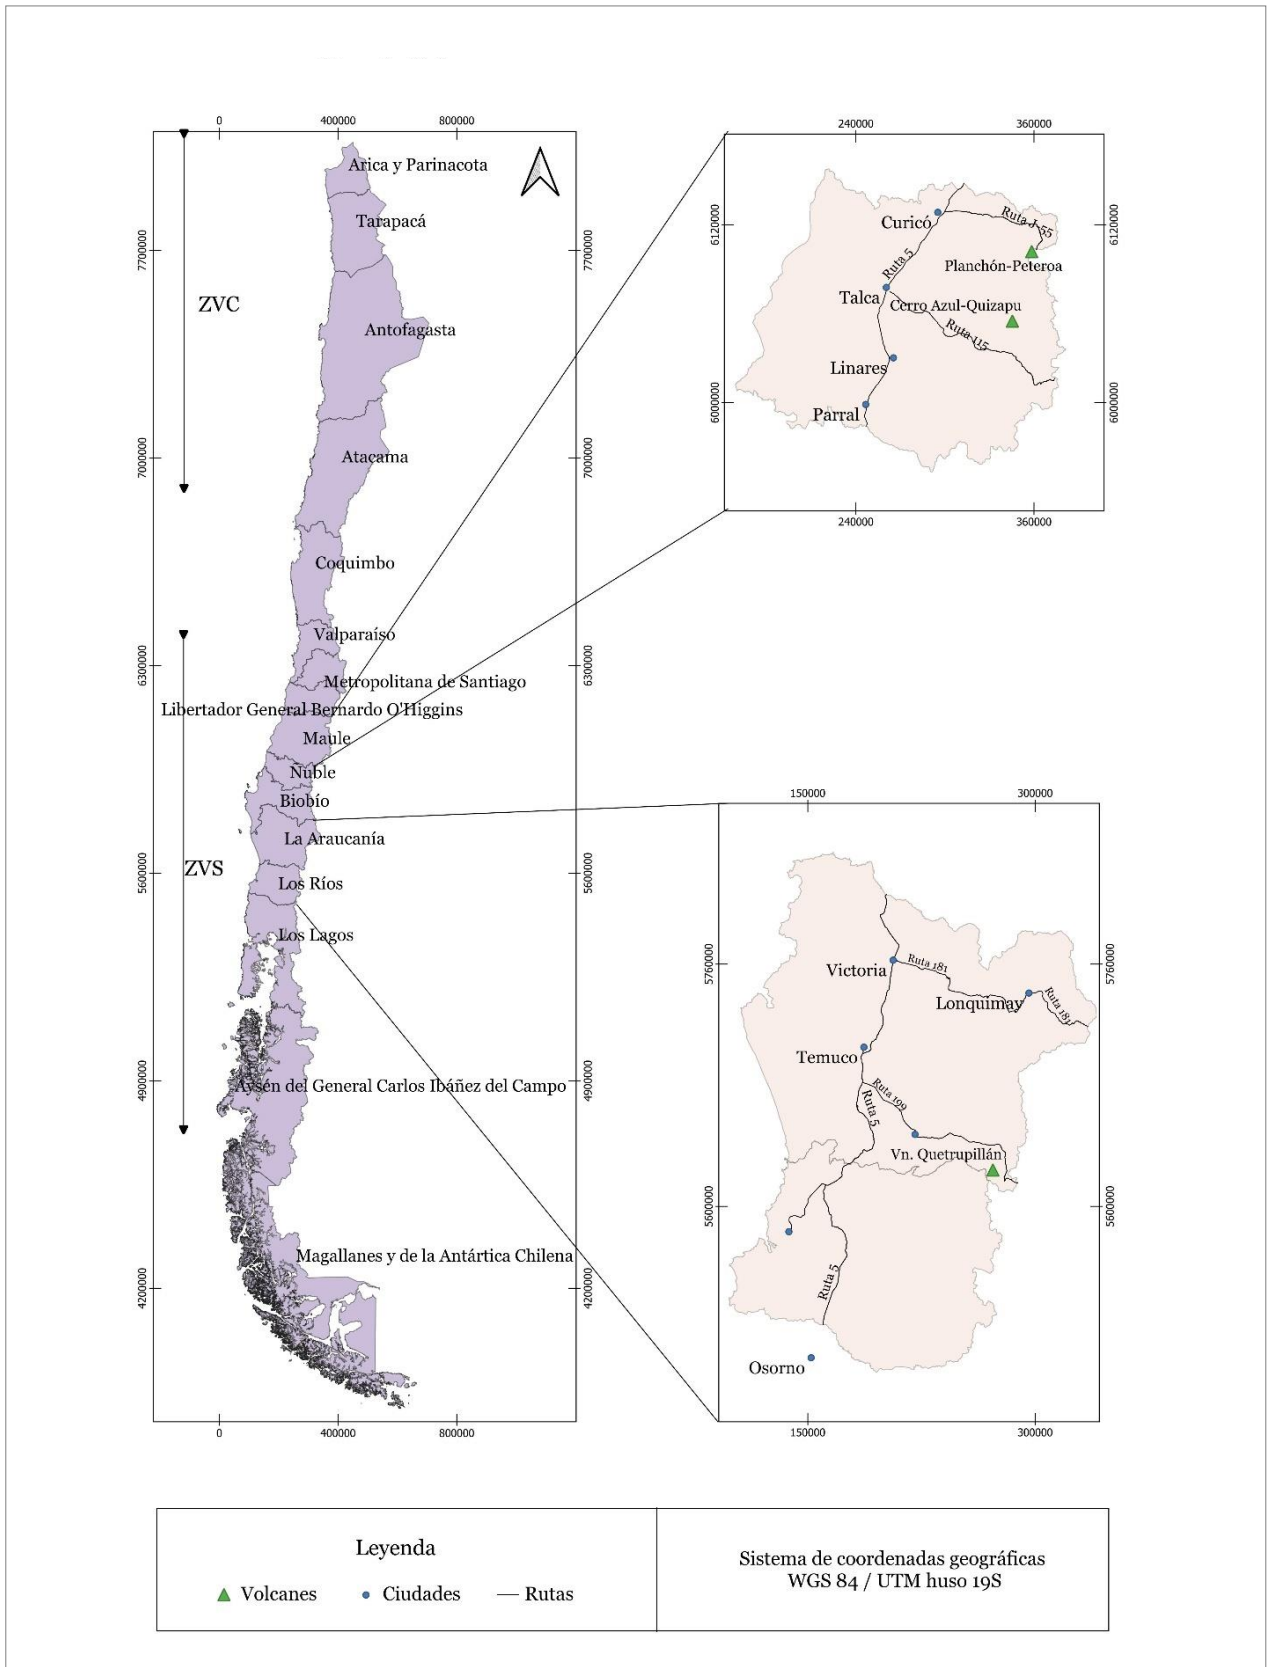 0
400000
800000
7700000
7000000
6300000
5600000
4900000
4200000
7700000
7000000
6300000
5600000
4900000
4200000
ZVC
ZVS
Arica y Parinacota
Tarapacá
Antofagasta
Atacama
Coquimbo
Valparaíso
Metropolitana de Santiago
Libertador General Bernardo O'Higgins
Maule
Ñuble
Biobío
La Araucanía
Los Ríos
Los Lagos
Aysén del General Carlos Ibáñez del Campo
Magallanes y de la Antártica Chilena
0
400000
800000
240000
360000
6120000
6000000
6120000
6000000
Curicó
Ruta J-55
Planchón-Peteroa
Ruta 5
Talca
Cerro Azul-Quizapu
Ruta 115
Linares
Parral
240000
360000
150000
300000
5760000
5600000
5760000
5600000
Victoria
Ruta 181
Lonquimay
Ruta 181
Temuco
Ruta 199
Ruta 5
Vn. Quetrupillán
Ruta 5
Osorno
150000
300000
Leyenda
Volcanes
Ciudades
Rutas
Sistema de coordenadas geográficas
WGS 84 / UTM huso 19S